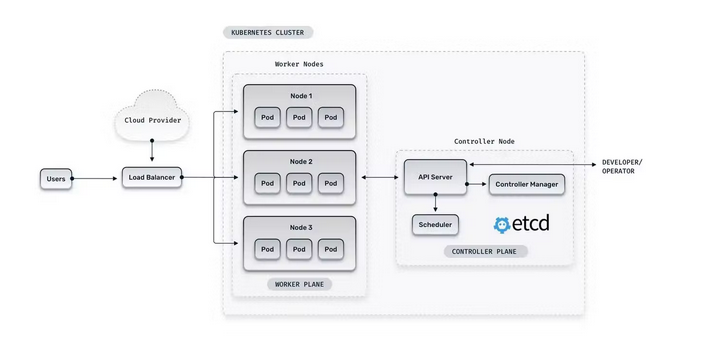 KUBERNETES CLUSTER
Worker Nodes
Node 1
Pod Pod Pod
Cloud Provider
Controller Node
Node 2
Pod Pod Pod
Users
Load Balancer
API Server
DEVELOPER/
OPERATOR
Controller Manager
Node 3
Pod Pod Pod
Scheduler
etcd
CONTROLLER PLANE
WORKER PLANE